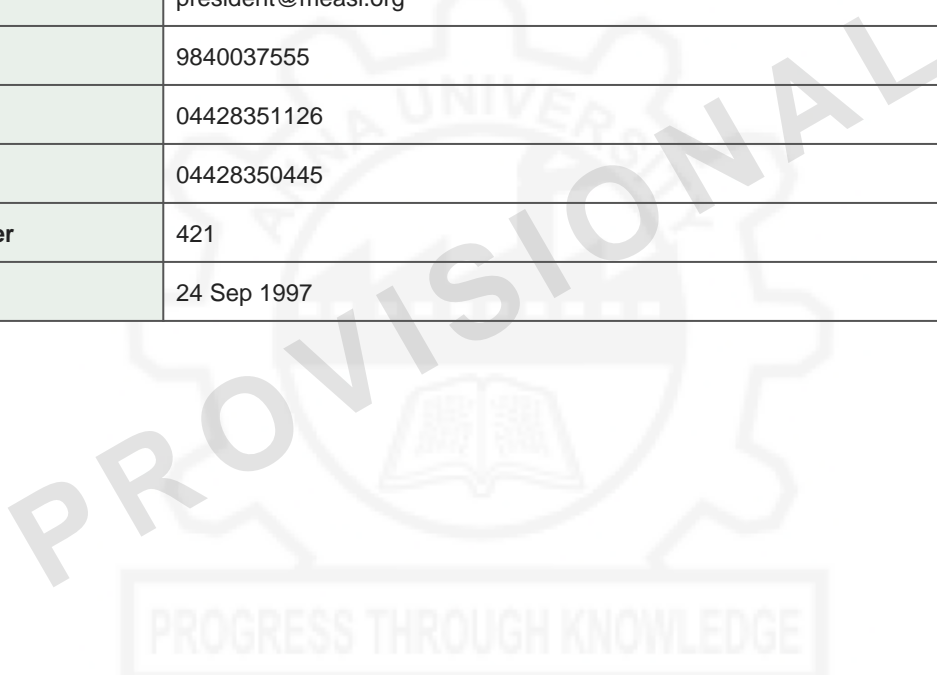 president@measi.org
9840037555
04428351126
04428350445
er 421
24 Sep 1997
ANNA UNIVERSITY
PROVISIONAL
PROGRESS THROUGH KNOWLEDGE